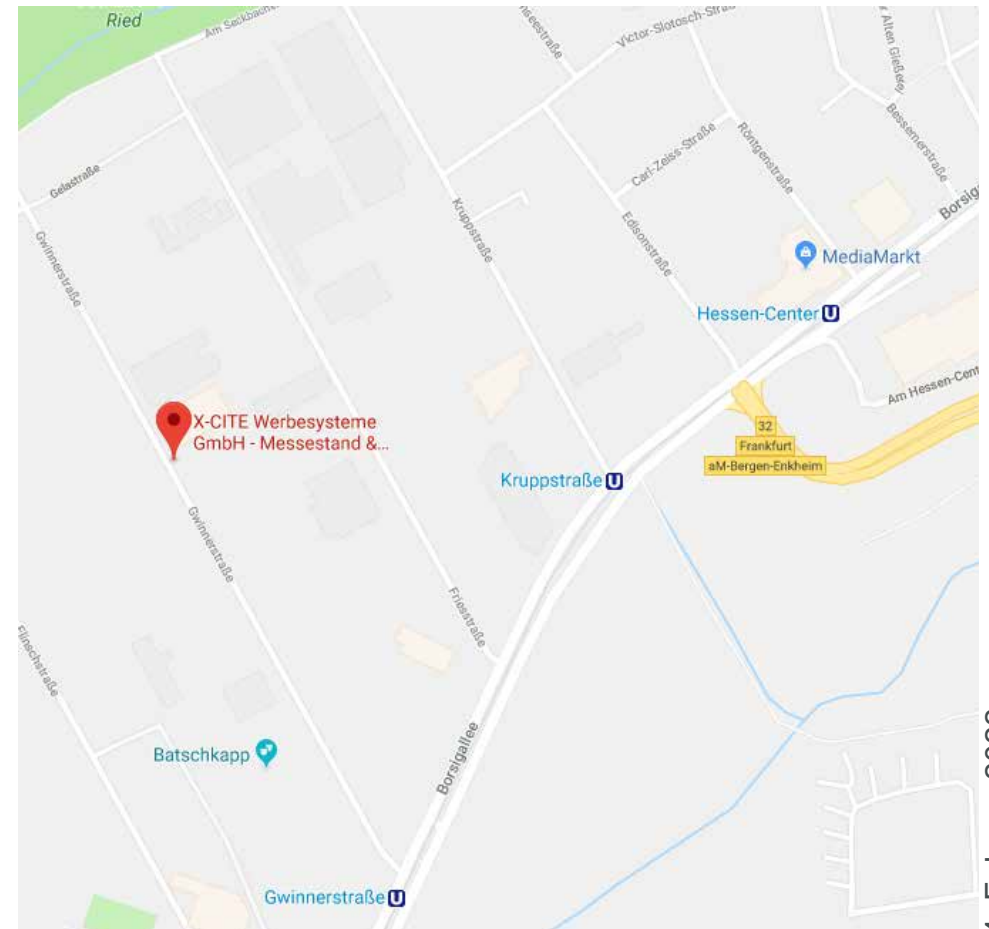 Ried
Am Seckbacher
Victor-Slotosch-Straße
Alten Gießerei
Bessemerstraße
Gelastraße
Carl-Zeiss-Straße
Röntgenstraße
Borsig
Gwinnerstraße
Kruppstraße
Edisonstraße
MediaMarkt
Hessen-Center U
Am Hessen-Cent
X-CITE Werbesysteme
GmbH - Messestand &...
32
Frankfurt
aM-Bergen-Enkheim
Kruppstraße U
Gwinnerstraße
Friesstraße
Flinschstraße
Borsigallee
Batschkapp
Gwinnerstraße U